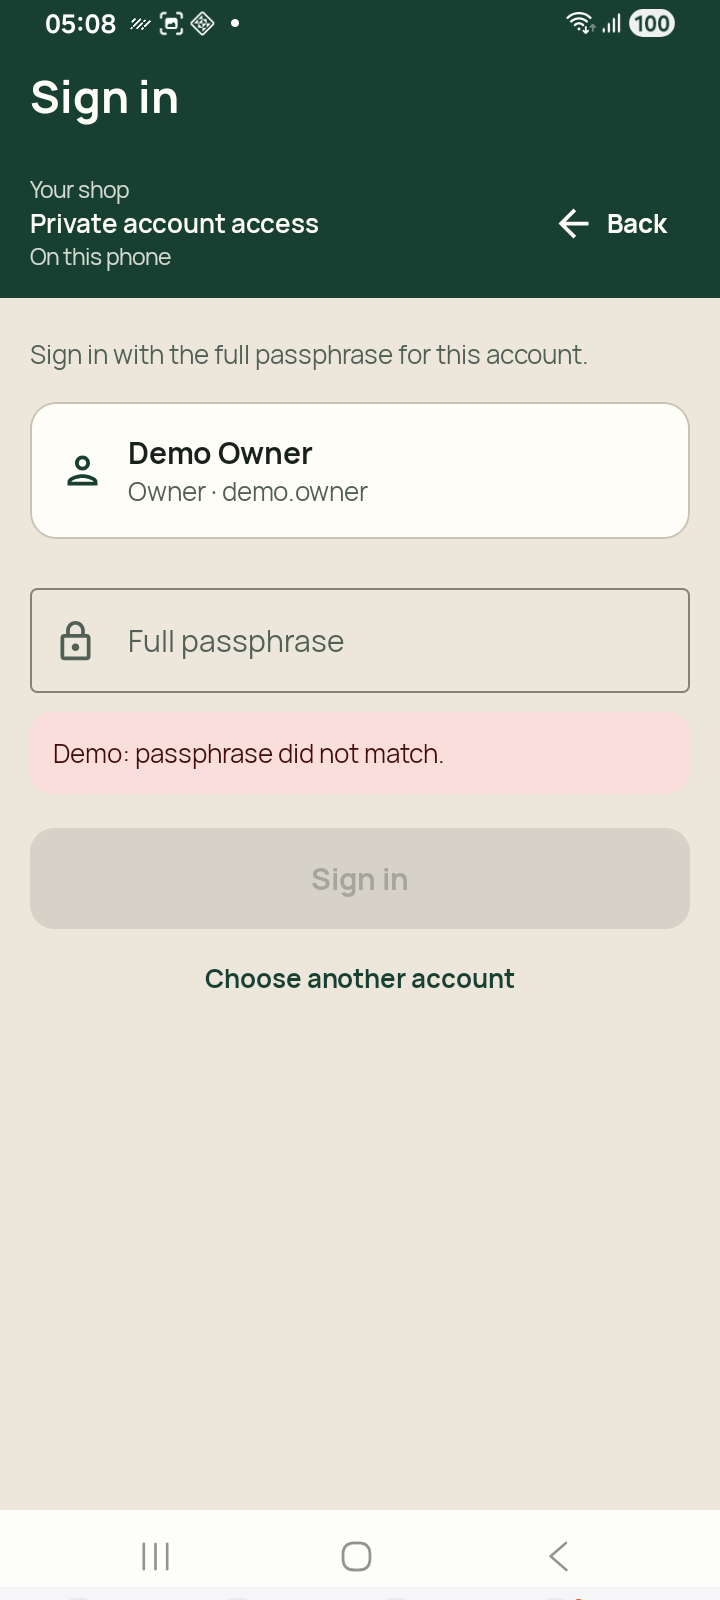 05:08
100
Sign in
Your shop
Private account access
On this phone
Back
Sign in with the full passphrase for this account.
Demo Owner
Owner · demo.owner
Full passphrase
Demo: passphrase did not match.
Sign in
Choose another account